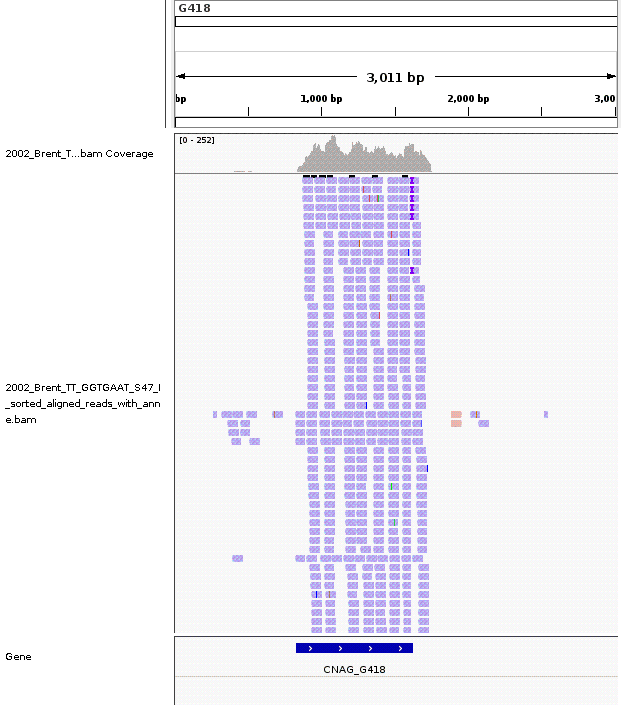 G418
3,011 bp
bp
1,000 bp
2,000 bp
3,00
[0 - 252]
2002_Brent_T...bam Coverage
2002_Brent_TT_GGTGAAT_S47_I
_sorted_aligned_reads_with_ann
e.bam
Gene
CNAG_G418